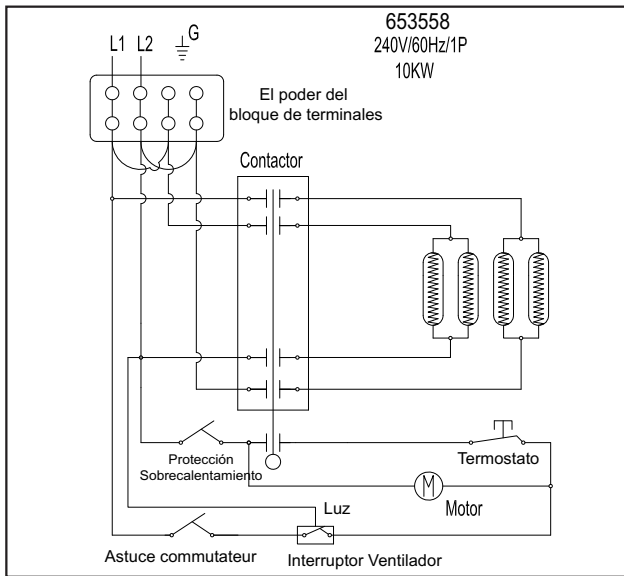 653558
240V/60Hz/1P
10KW
L1 L2 G
El poder del
bloque de terminales
Contactor
Protección
Sobrecalentamiento
Termostato
M
Motor
Luz
Astuce commutateur
Interruptor Ventilador